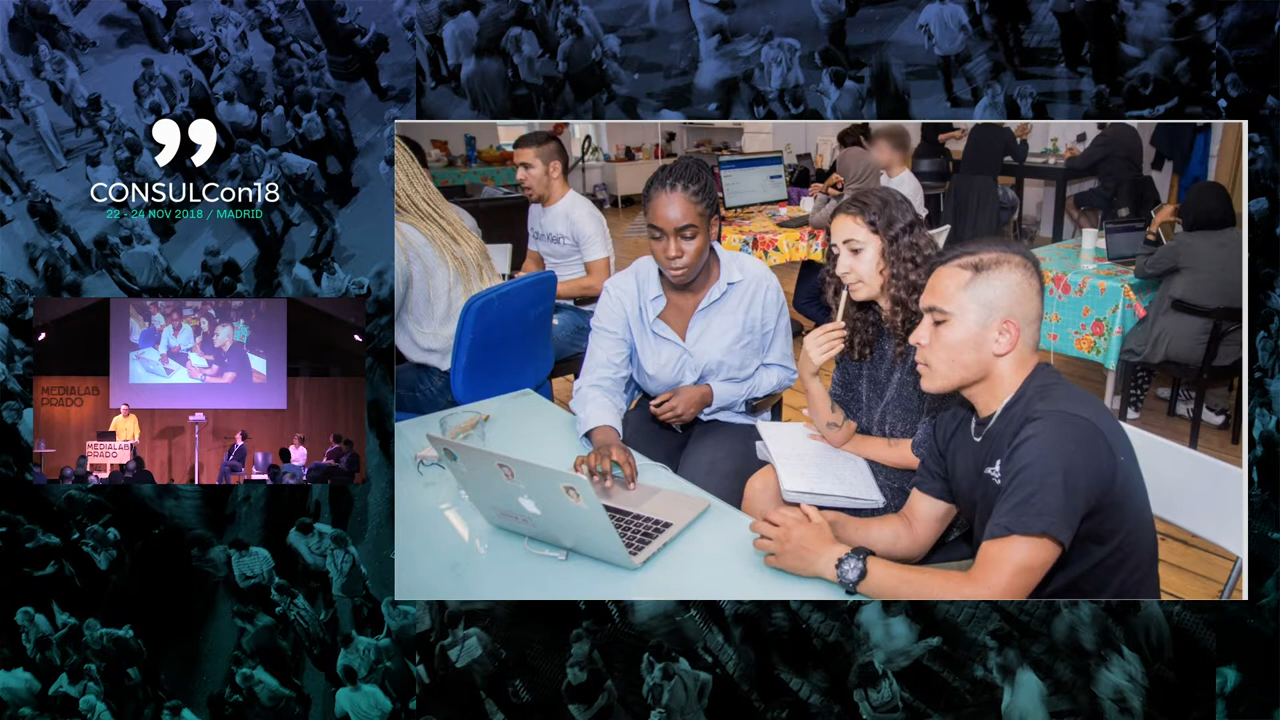 CONSULCon18
22 - 24 NOV 2018 / MADRID
MEDIALAB
PRADO
MEDIALAB
PRADO